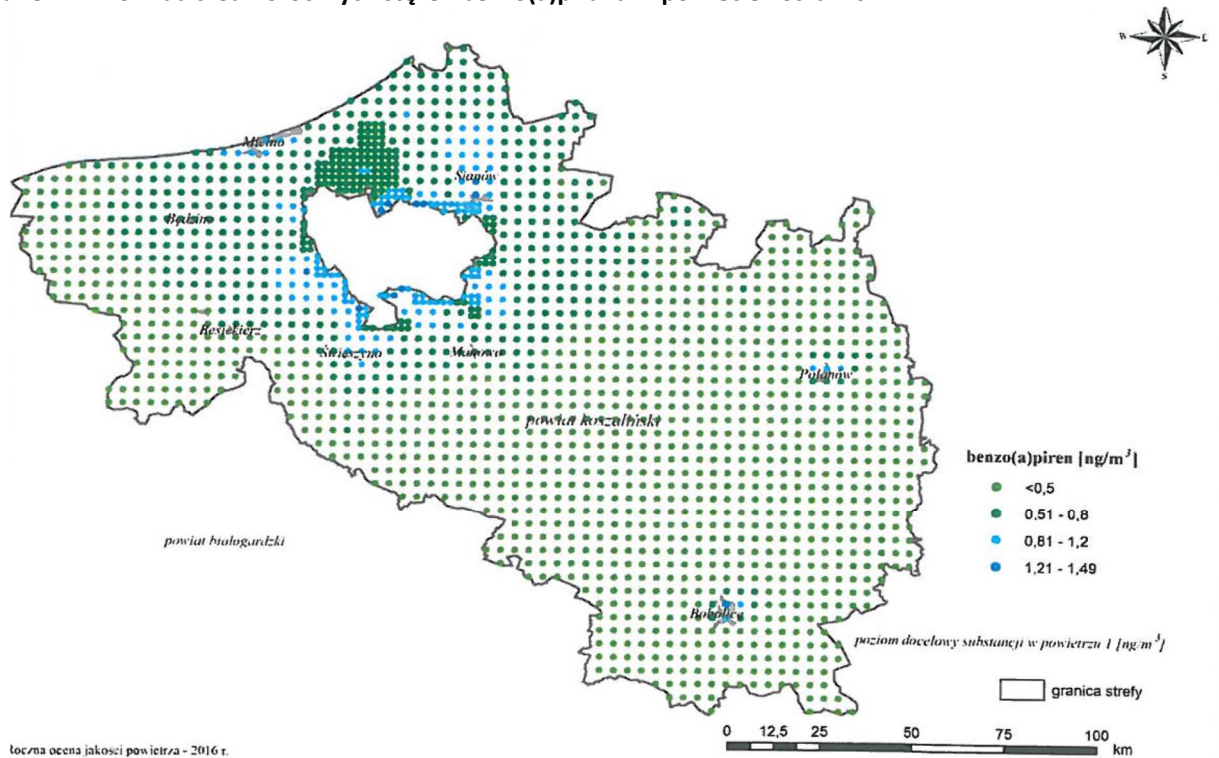 W E
S
Mielno
Sianów
Będzino
Biesiekierz
Świeszyno
Manowo
Polanów
powiat koszaliński
benzo(a)piren [ng/m³]
<0,5
0,51 - 0,8
0,81 - 1,2
1,21 - 1,49
powiat białogardzki
Bobolice
poziom docelowy substancji w powietrzu 1 [ng/m³]
granica strefy
0 12,5 25 50 75 100
km
Roczna ocena jakości powietrza - 2016 r.